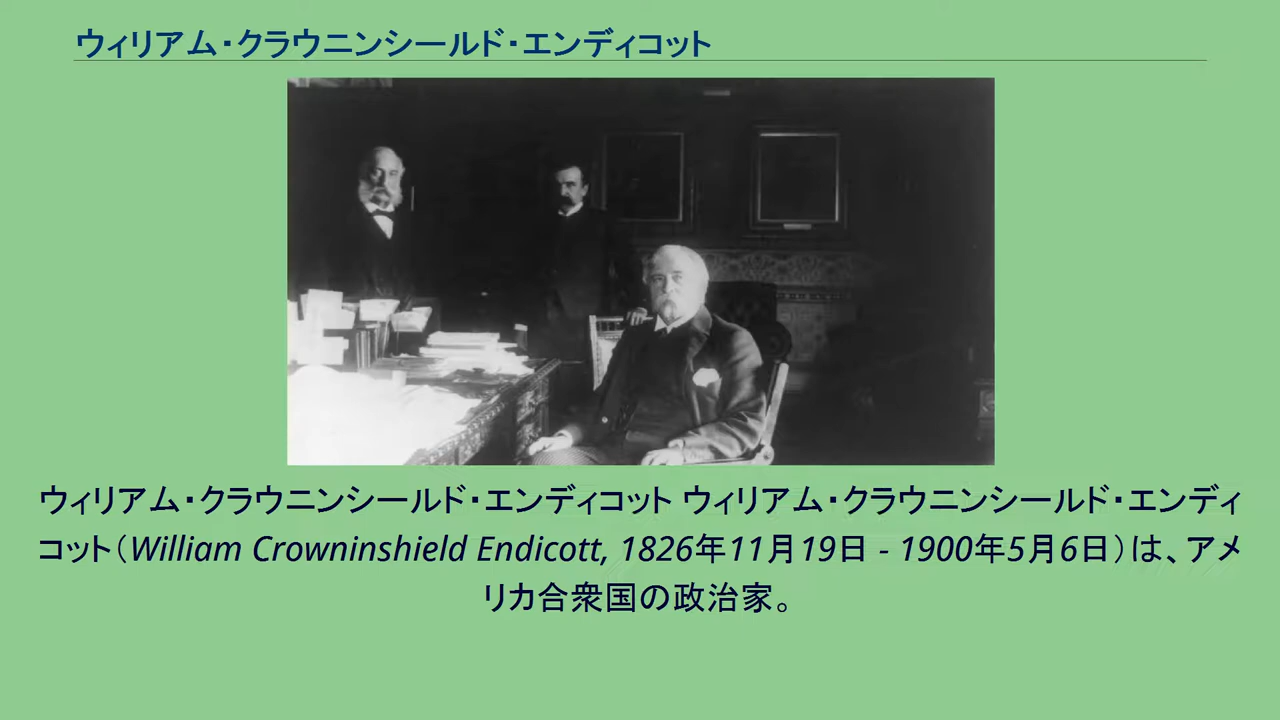 ウィリアム・クラウニンシールド・エンディコット
ウィリアム・クラウニンシールド・エンディコット ウィリアム・クラウニンシールド・エンディ
コット（William Crowninshield Endicott, 1826年11月19日 - 1900年5月6日）は、アメ
リカ合衆国の政治家。